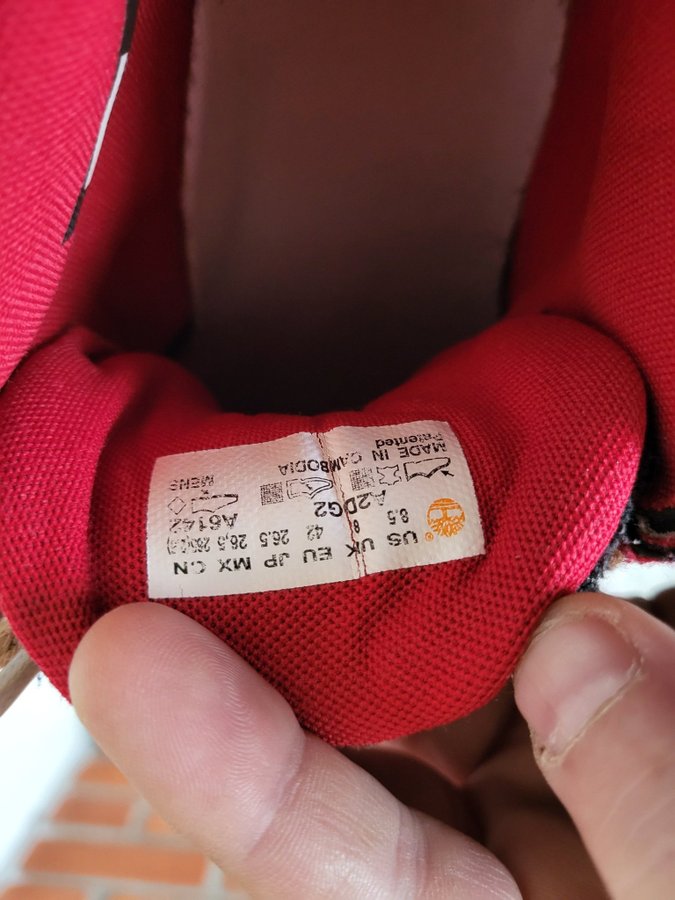 US UK EU JP MX CN
8.5 8 42 26.5 26.5
A2DG2 A6142
MENS
MADE IN CAMBODIA
Patented